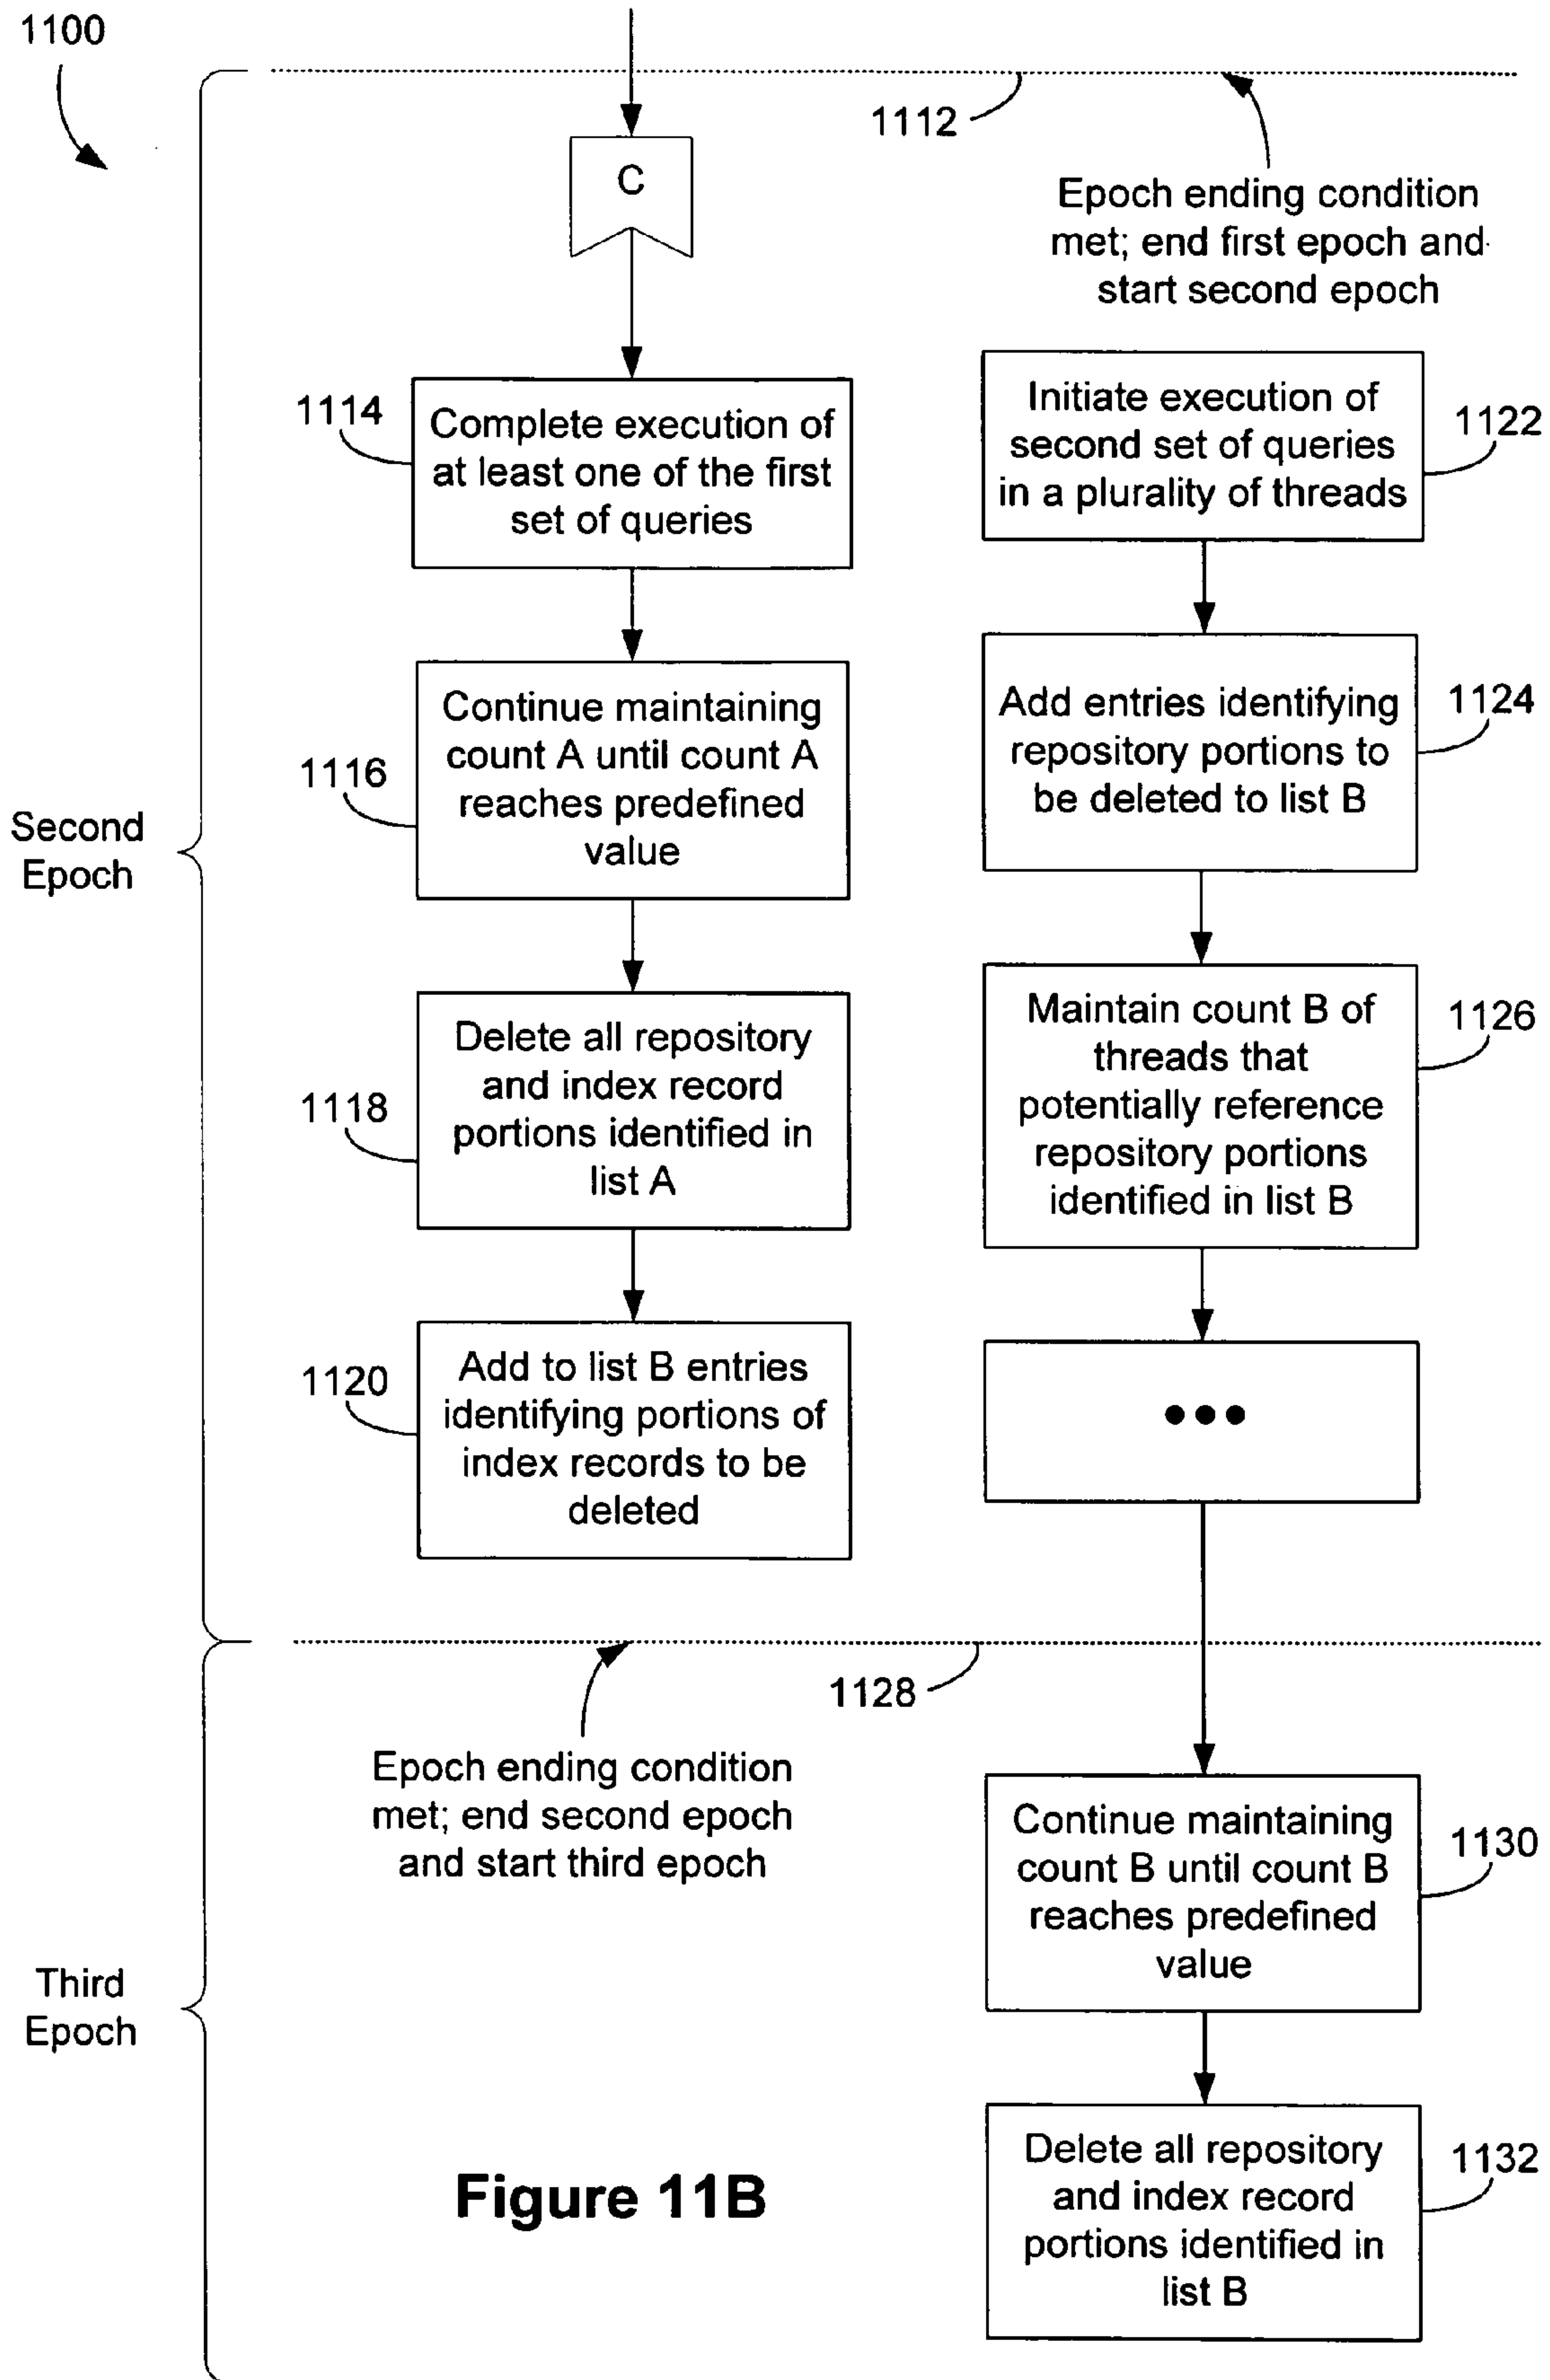 1100
1112
C
Epoch ending condition
met; end first epoch and
start second epoch
1114
Complete execution of
at least one of the first
set of queries
Initiate execution of
second set of queries
in a plurality of threads
1122
1116
Continue maintaining
count A until count A
reaches predefined
value
Add entries identifying
repository portions to
be deleted to list B
1124
Second
Epoch
1118
Delete all repository
and index record
portions identified in
list A
Maintain count B of
threads that
potentially reference
repository portions
identified in list B
1126
1120
Add to list B entries
identifying portions of
index records to be
deleted
•••
1128
Epoch ending condition
met; end second epoch
and start third epoch
Continue maintaining
count B until count B
reaches predefined
value
1130
Third
Epoch
Delete all repository
and index record
portions identified in
list B
1132
Figure 11B